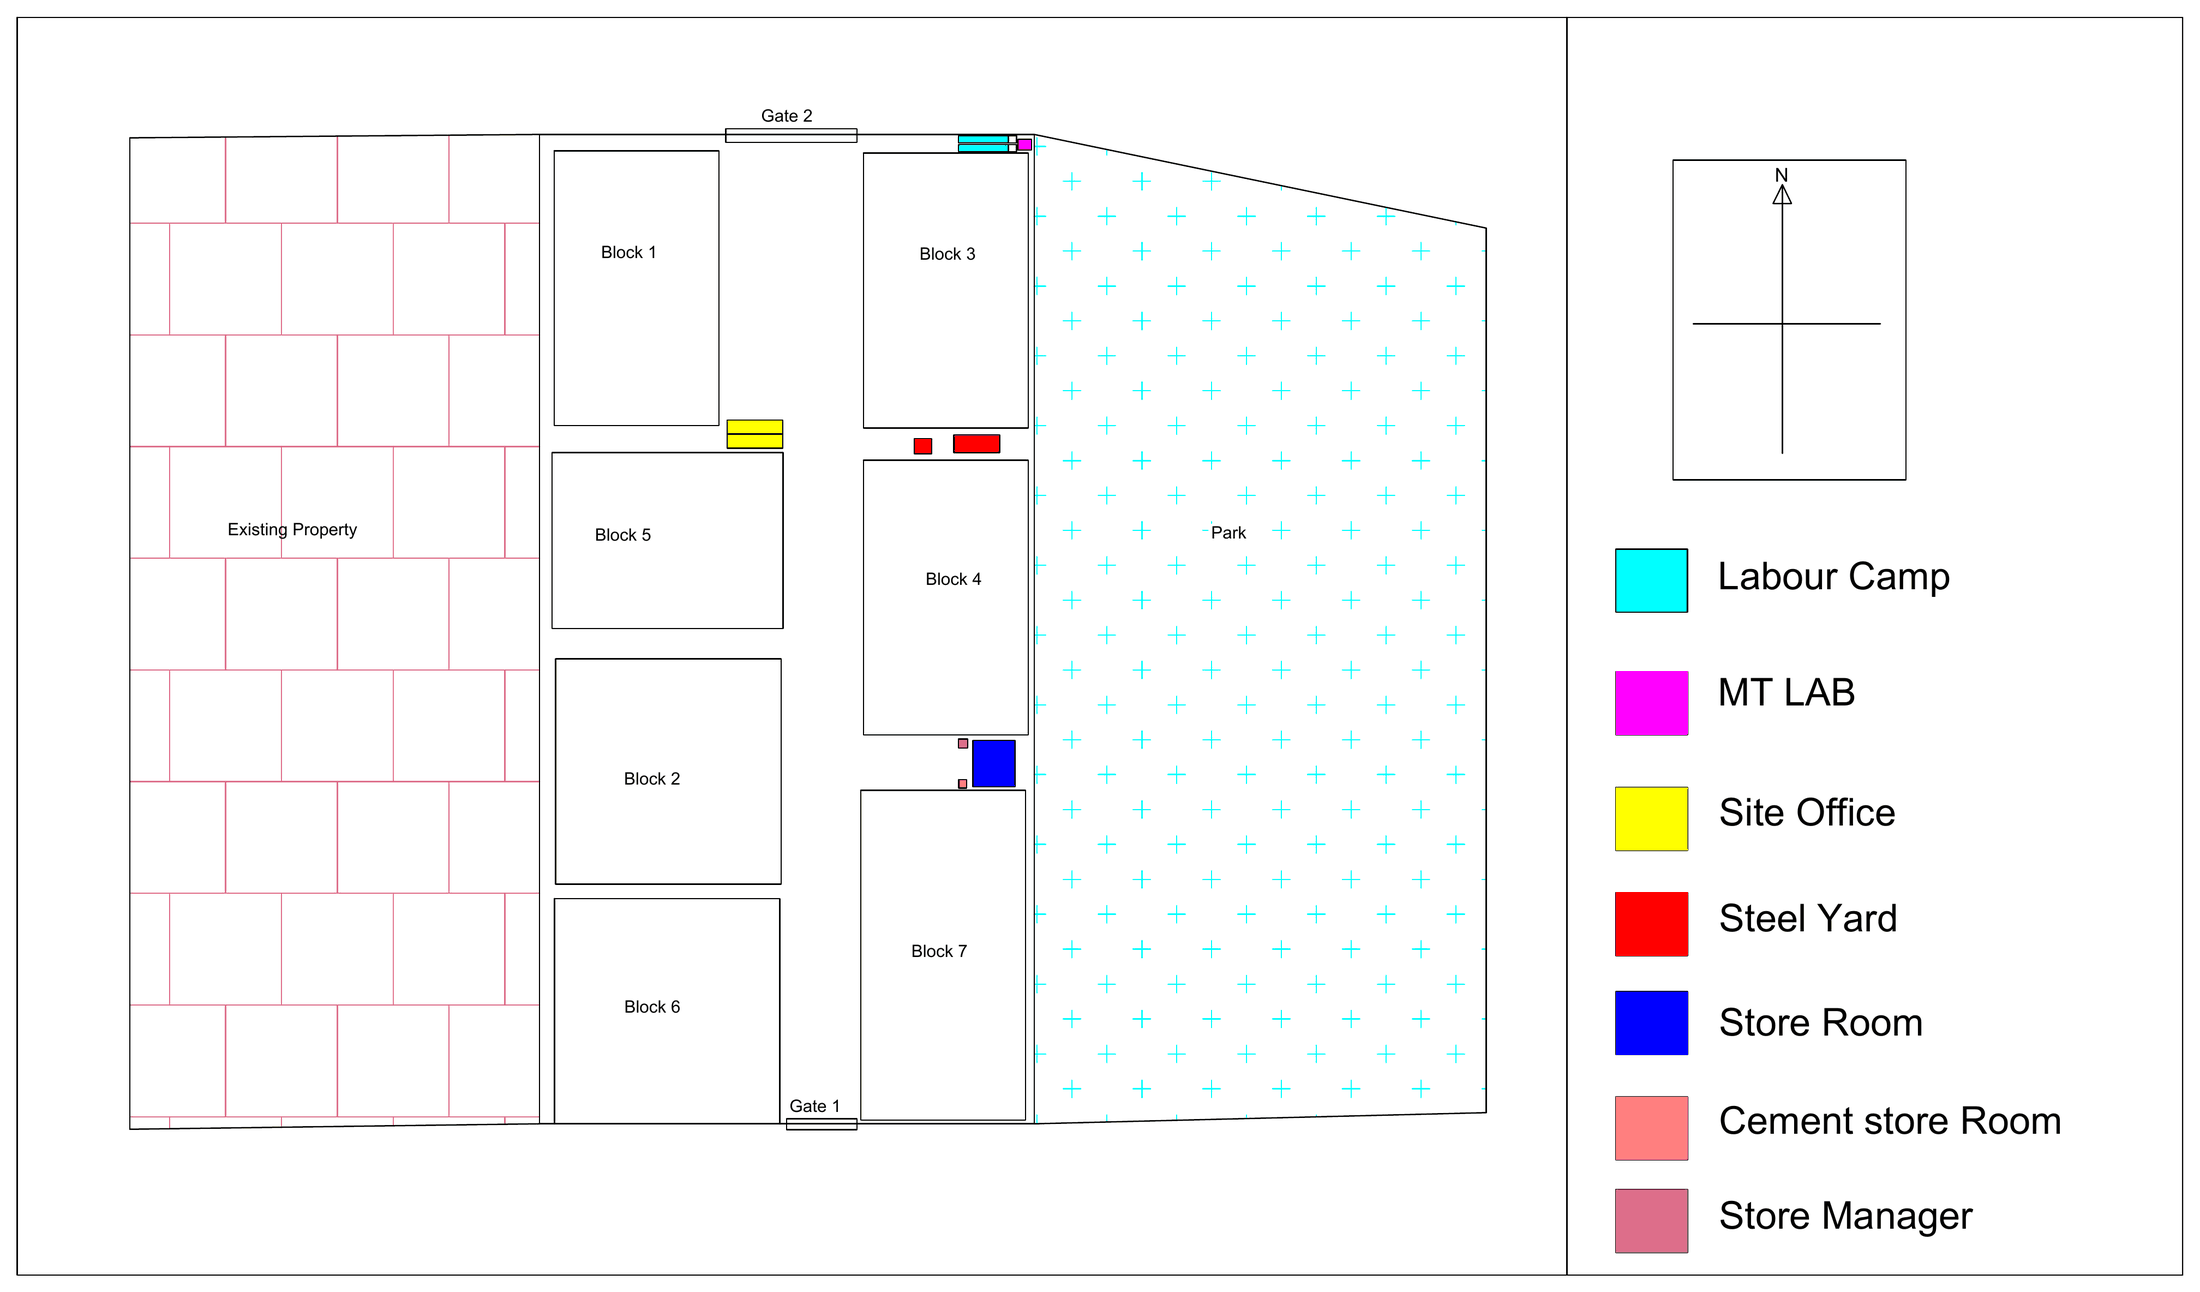 Gate 2
N
Block 1
Block 3
Existing Property
Block 5
Park
Block 4
Block 2
Block 7
Block 6
Gate 1
Labour Camp
MT LAB
Site Office
Steel Yard
Store Room
Cement store Room
Store Manager